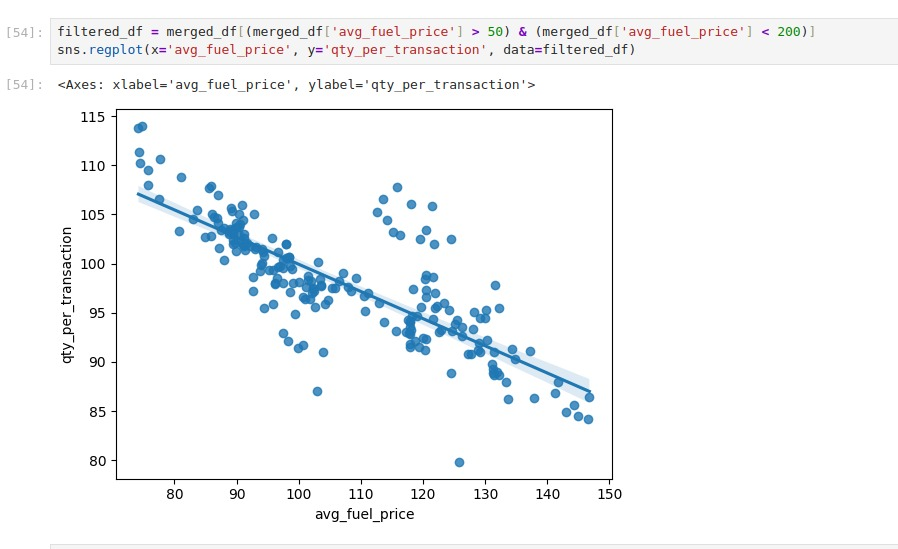 [54]: filtered_df = merged_df[(merged_df['avg_fuel_price'] > 50) & (merged_df['avg_fuel_price'] < 200)]
sns.regplot(x='avg_fuel_price', y='qty_per_transaction', data=filtered_df)
[54]: <Axes: xlabel='avg_fuel_price', ylabel='qty_per_transaction'>
115
110
105
100
95
90
85
80
qty_per_transaction
80 90 100 110 120 130 140 150
avg_fuel_price